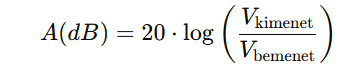 A(dB) = 20 · log ( V_kimenet / V_bemenet )